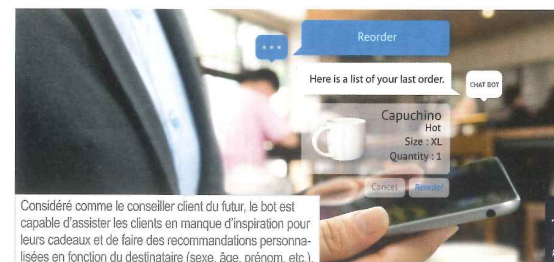 Reorder
Here is a list of your last order.
CHAT BOT
Capuchino
Hot
Size : XL
Quantity : 1
Cancel
Reorder
Considéré comme le conseiller client du futur, le bot est
capable d'assister les clients en manque d'inspiration pour
leurs cadeaux et de faire des recommandations personna-
lisées en fonction du destinataire (sexe, âge, prénom, etc.).